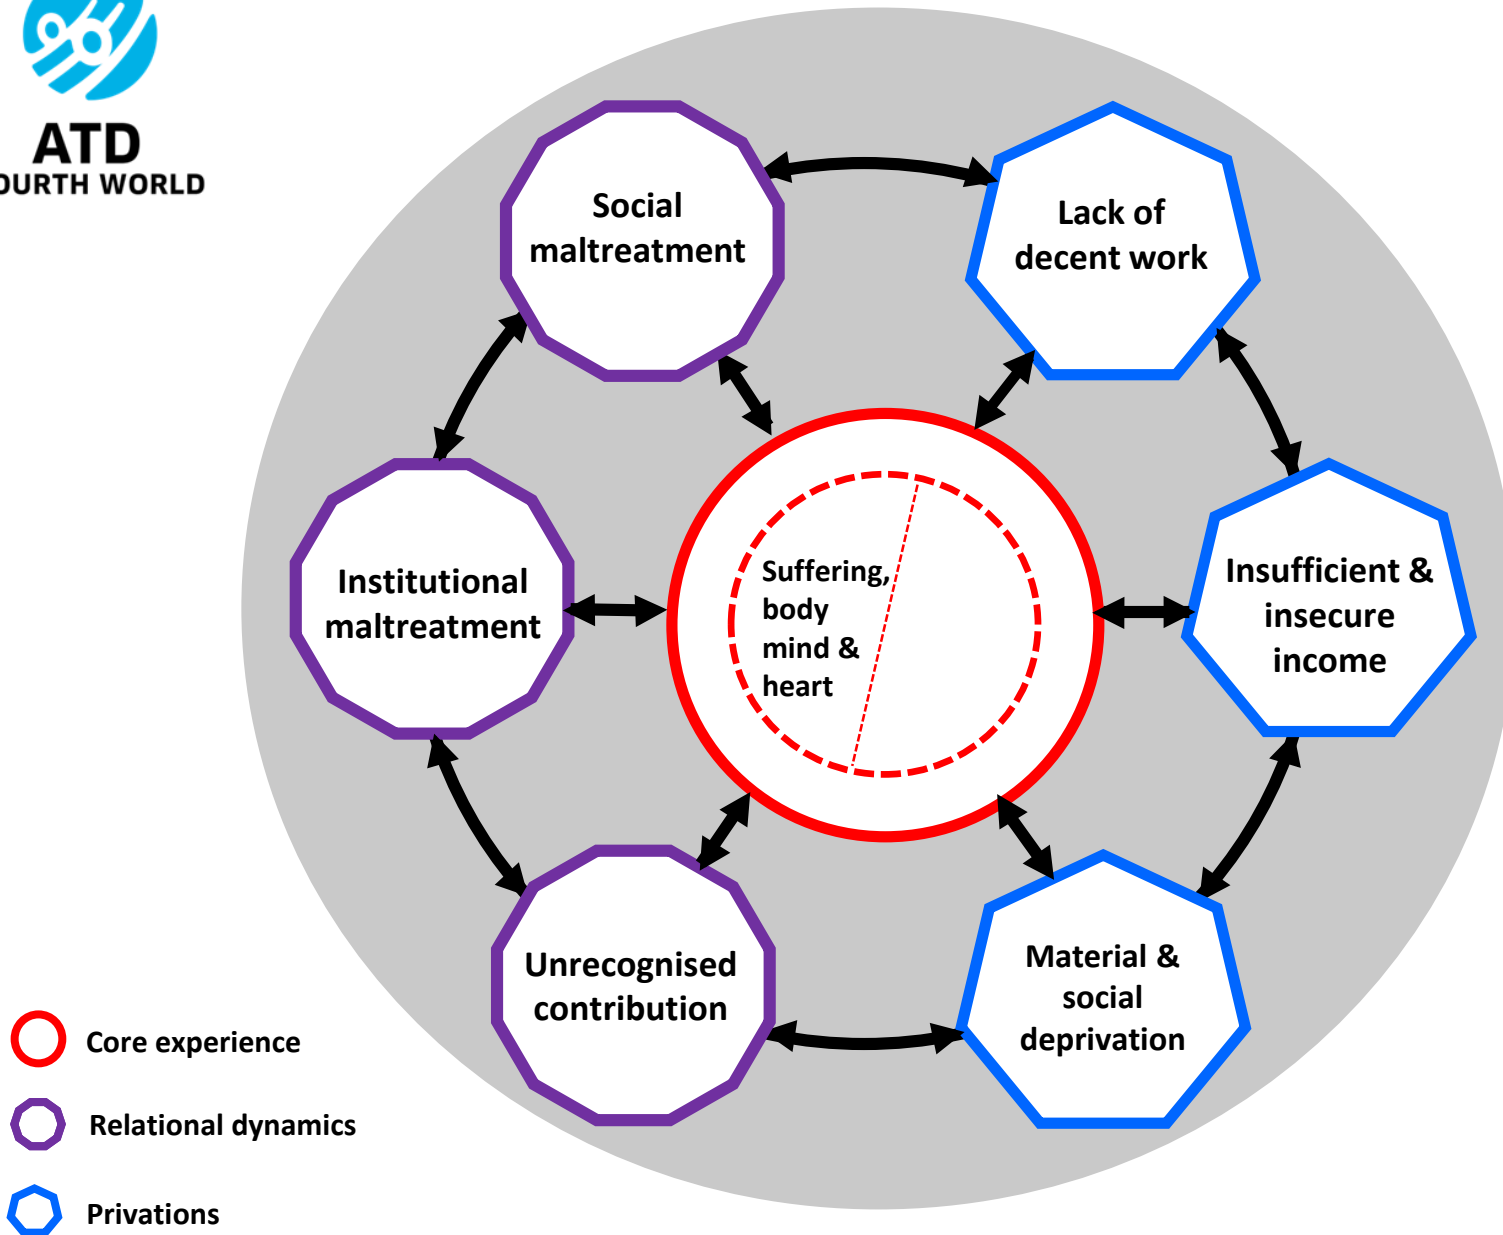 ATD
OURTH WORLD
Social
maltreatment
Lack of
decent work
Institutional
maltreatment
Suffering,
body
mind &
heart
Insufficient &
insecure
income
Unrecognised
contribution
Material &
social
deprivation
Core experience
Relational dynamics
Privations